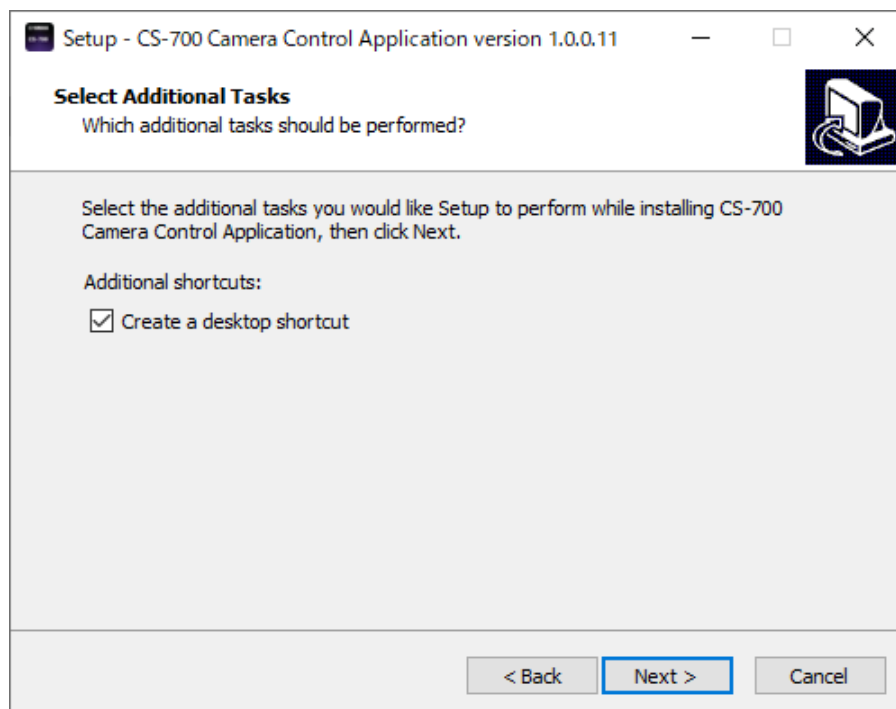 Setup - CS-700 Camera Control Application version 1.0.0.11
Select Additional Tasks
Which additional tasks should be performed?
Select the additional tasks you would like Setup to perform while installing CS-700
Camera Control Application, then click Next.
Additional shortcuts:
Create a desktop shortcut
< Back
Next >
Cancel